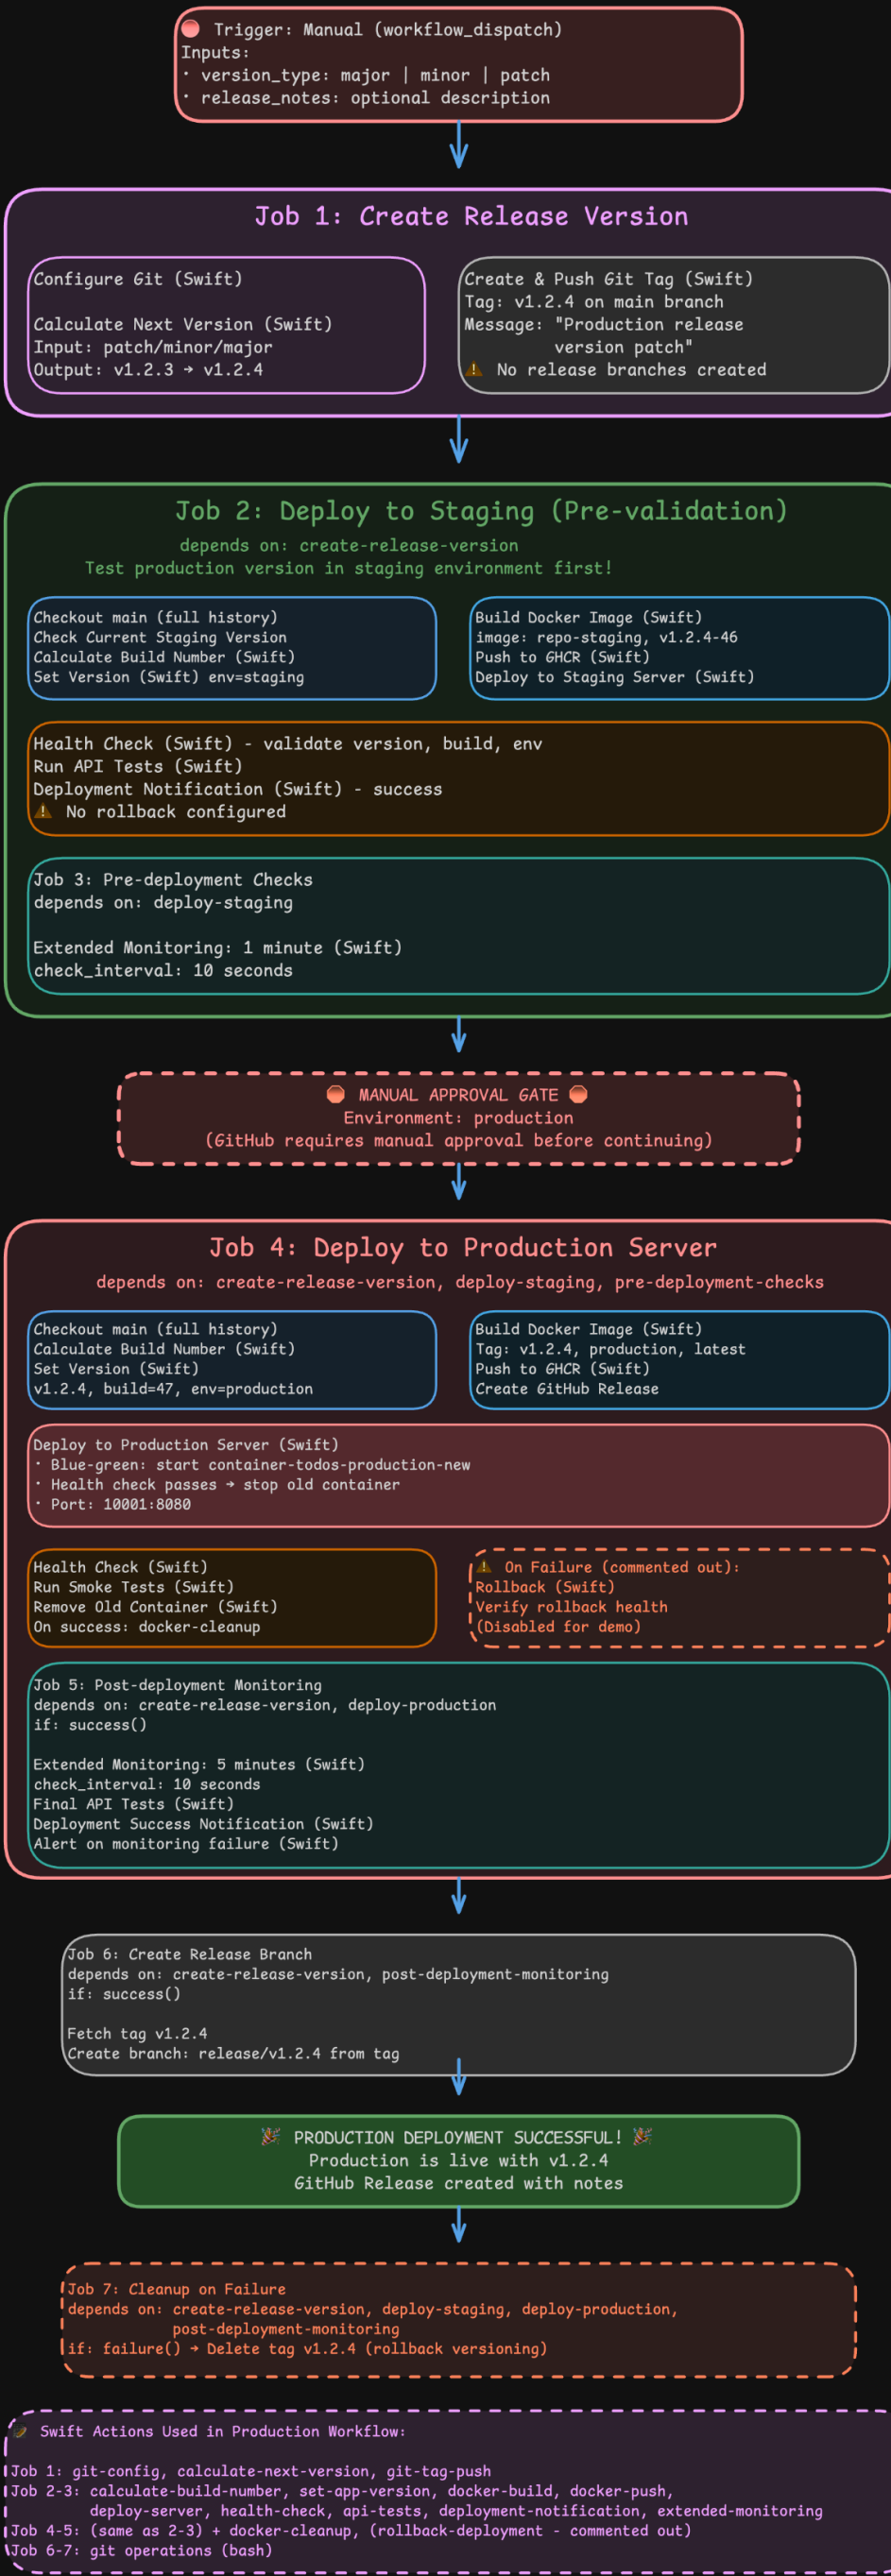 Trigger: Manual (workflow_dispatch)
Inputs:
· version_type: major | minor | patch
· release_notes: optional description
Job 1: Create Release Version
Configure Git (Swift)
Calculate Next Version (Swift)
Input: patch/minor/major
Output: v1.2.3 → v1.2.4
Create & Push Git Tag (Swift)
Tag: v1.2.4 on main branch
Message: "Production release
version patch"
⚠ No release branches created
Job 2: Deploy to Staging (Pre-validation)
depends on: create-release-version
Test production version in staging environment first!
Checkout main (full history)
Check Current Staging Version
Calculate Build Number (Swift)
Set Version (Swift) env=staging
Build Docker Image (Swift)
image: repo-staging, v1.2.4-46
Push to GHCR (Swift)
Deploy to Staging Server (Swift)
Health Check (Swift) - validate version, build, env
Run API Tests (Swift)
Deployment Notification (Swift) - success
⚠ No rollback configured
Job 3: Pre-deployment Checks
depends on: deploy-staging
Extended Monitoring: 1 minute (Swift)
check_interval: 10 seconds
MANUAL APPROVAL GATE
Environment: production
(GitHub requires manual approval before continuing)
Job 4: Deploy to Production Server
depends on: create-release-version, deploy-staging, pre-deployment-checks
Checkout main (full history)
Calculate Build Number (Swift)
Set Version (Swift)
v1.2.4, build=47, env=production
Build Docker Image (Swift)
Tag: v1.2.4, production, latest
Push to GHCR (Swift)
Create GitHub Release
Deploy to Production Server (Swift)
· Blue-green: start container-todos-production-new
· Health check passes → stop old container
· Port: 10001:8080
Health Check (Swift)
Run Smoke Tests (Swift)
Remove Old Container (Swift)
On success: docker-cleanup
⚠ On Failure (commented out):
Rollback (Swift)
Verify rollback health
(Disabled for demo)
Job 5: Post-deployment Monitoring
depends on: create-release-version, deploy-production
if: success()
Extended Monitoring: 5 minutes (Swift)
check_interval: 10 seconds
Final API Tests (Swift)
Deployment Success Notification (Swift)
Alert on monitoring failure (Swift)
Job 6: Create Release Branch
depends on: create-release-version, post-deployment-monitoring
if: success()
Fetch tag v1.2.4
Create branch: release/v1.2.4 from tag
PRODUCTION DEPLOYMENT SUCCESSFUL!
Production is live with v1.2.4
GitHub Release created with notes
Job 7: Cleanup on Failure
depends on: create-release-version, deploy-staging, deploy-production,
post-deployment-monitoring
if: failure() → Delete tag v1.2.4 (rollback versioning)
Swift Actions Used in Production Workflow:
Job 1: git-config, calculate-next-version, git-tag-push
Job 2-3: calculate-build-number, set-app-version, docker-build, docker-push,
deploy-server, health-check, api-tests, deployment-notification, extended-monitoring
Job 4-5: (same as 2-3) + docker-cleanup, (rollback-deployment - commented out)
Job 6-7: git operations (bash)